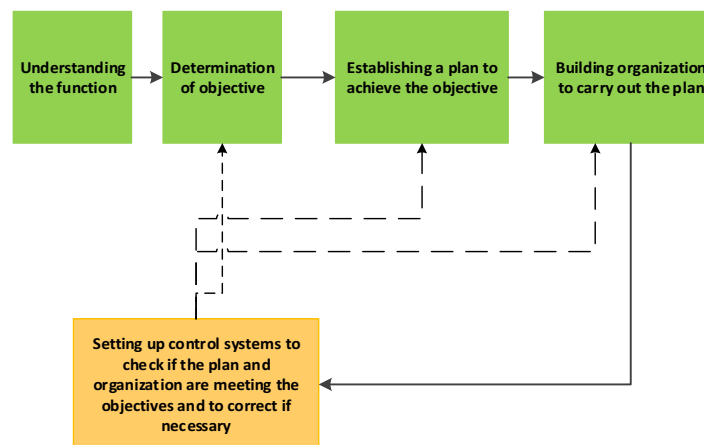 Understanding
the function
Determination
of objective
Establishing a plan to
achieve the objective
Building organization
to carry out the plan
Setting up control systems to
check if the plan and
organization are meeting the
objectives and to correct if
necessary